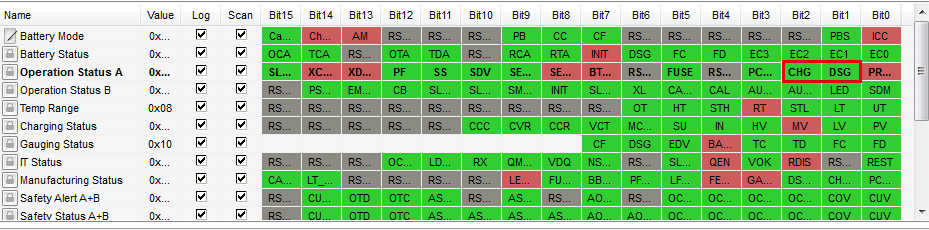 Name Value Log Scan Bit15 Bit14 Bit13 Bit12 Bit11 Bit10 Bit9 Bit8 Bit7 Bit6 Bit5 Bit4 Bit3 Bit2 Bit1 Bit0
Battery Mode 0x... Ca... Ch... AM RS... RS... RS... PB CC CF RS... RS... RS... RS... RS... PBS ICC
Battery Status 0x... OCA TCA RS... OTA TDA RS... RCA RTA INIT DSG FC FD EC3 EC2 EC1 EC0
Operation Status A 0x... SL... XC... XD... PF SS SDV SE... SE... BT... RS... FUSE RS... PC... CHG DSG PR...
Operation Status B 0x... RS... PS... EM... CB SL... SL... SM... INIT SL... XL CA... CAL AU... AU... LED SDM
Temp Range 0x08 RS... RS... RS... RS... RS... RS... RS... RS... RS... OT HT STH RT STL LT UT
Charging Status 0x... RS... RS... RS... RS... RS... CCC CVR CCR VCT MC... SU IN HV MV LV PV
Gauging Status 0x10 CF DSG EDV BA... TC TD FC FD
IT Status 0x... RS... RS... RS... OC... LD... RX QM... VDQ NS... RS... SL... QEN VOK RDIS RS... REST
Manufacturing Status 0x... CA... LT_... RS... RS... RS... RS... LE... FU... BB... PF... LF... FE... GA... DS... CH... PC...
Safety Alert A+B 0x... RS... CU... OTD OTC AS... RS... AS... RS... AO... RS... AO... RS... OC... OC... COV CUV
Safety Status A+B 0x... RS... CU... OTD OTC AS... AS... AS... AS... AO... AO... OC... OC... OC... OC... COV CUV